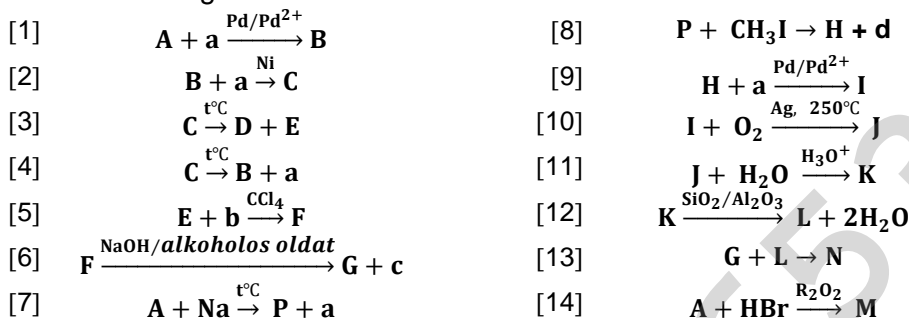 [1] A + a Pd/Pd²⁺ → B
[2] B + a Ni → C
[3] C t°C → D + E
[4] C t°C → B + a
[5] E + b CCl₄ → F
[6] F NaOH/alkoholos oldat → G + c
[7] A + Na t°C → P + a
[8] P + CH₃I → H + d
[9] H + a Pd/Pd²⁺ → I
[10] I + O₂ Ag, 250°C → J
[11] J + H₂O H₃O⁺ → K
[12] K SiO₂/Al₂O₃ → L + 2H₂O
[13] G + L → N
[14] A + HBr R₂O₂ → M